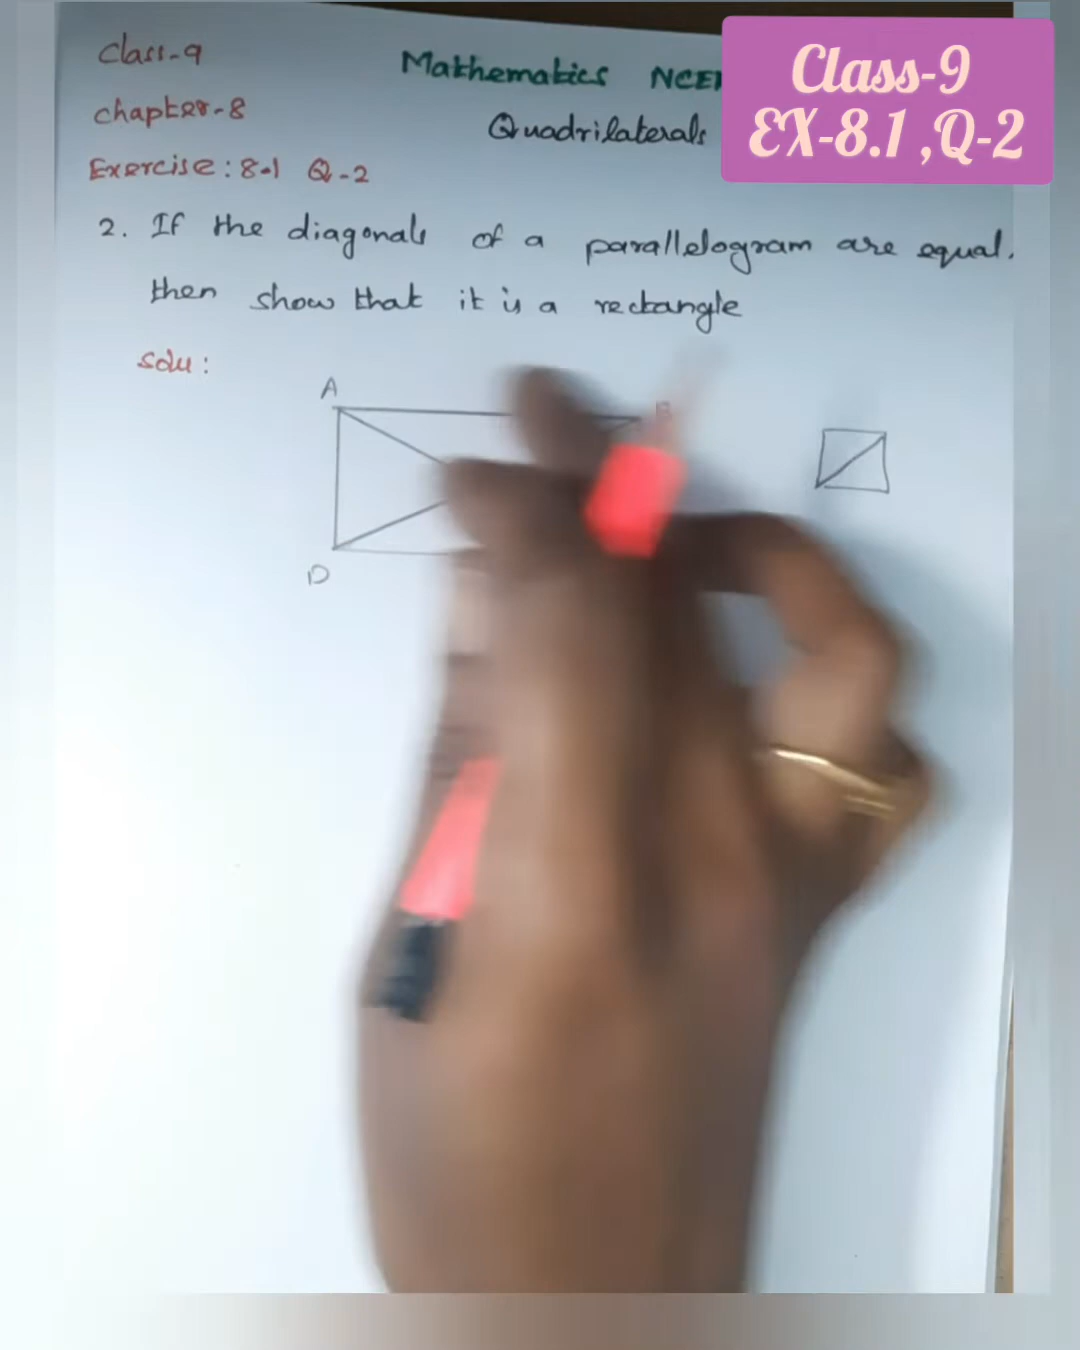 Class-9
Mathematics
Chapter-8
Quadrilaterals
Exercise: 8.1 Q-2
Class-9
EX-8.1 ,Q-2
2. If the diagonals of a parallelogram are equal,
then show that it is a rectangle
Solu:
A
D